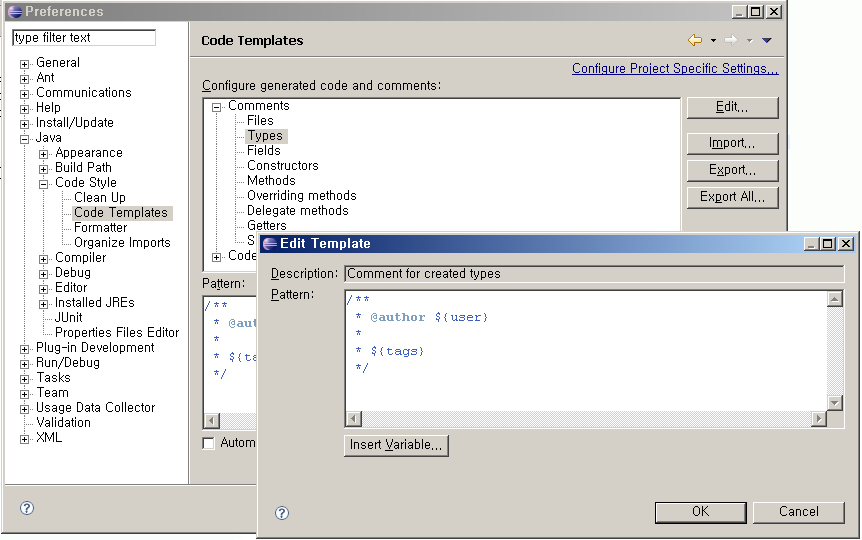 Preferences
type filter text
General
Ant
Communications
Help
Install/Update
Java
Appearance
Build Path
Code Style
Clean Up
Code Templates
Formatter
Organize Imports
Compiler
Debug
Editor
Installed JREs
JUnit
Properties Files Editor
Plug-in Development
Run/Debug
Tasks
Team
Usage Data Collector
Validation
XML
Code Templates
Configure Project Specific Settings...
Configure generated code and comments:
Comments
Files
Types
Fields
Constructors
Methods
Overriding methods
Delegate methods
Getters
S
Code
Edit...
Import...
Export...
Export All...
Pattern:
/**
* @aut
*
* ${ta
*/
Autom
Edit Template
Description: Comment for created types
Pattern:
/**
* @author ${user}
*
* ${tags}
*/
Insert Variable...
OK
Cancel